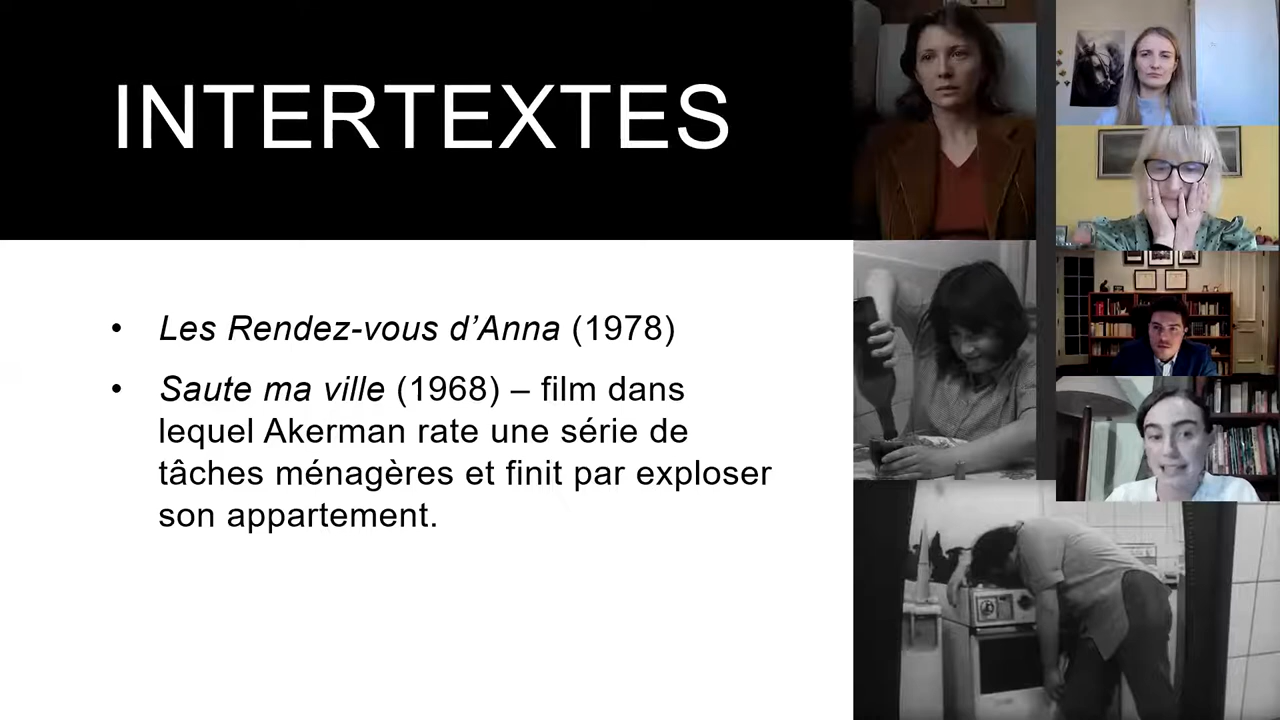 INTERTEXTES
• Les Rendez-vous d’Anna (1978)
• Saute ma ville (1968) – film dans
lequel Akerman rate une série de
tâches ménagères et finit par exploser
son appartement.